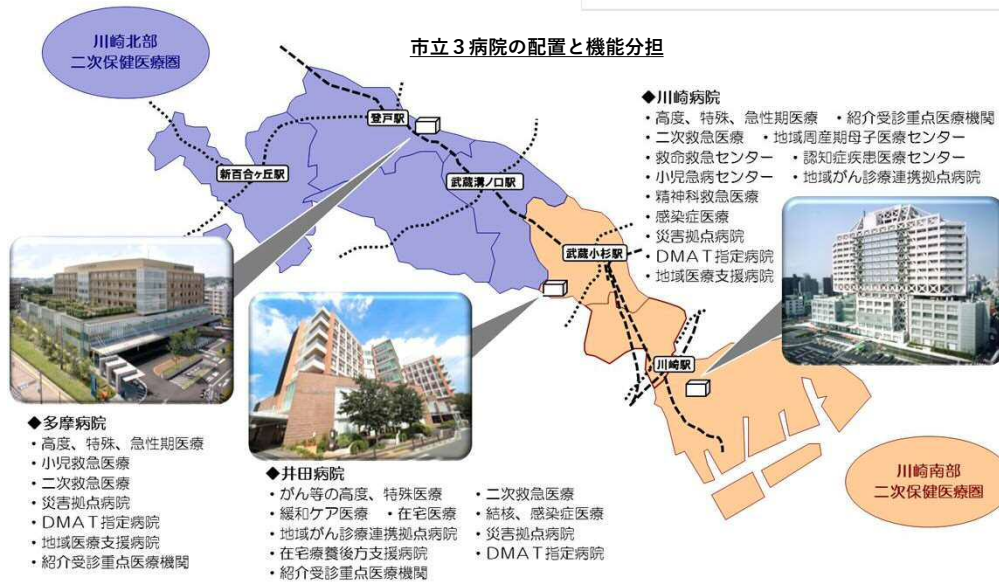 市立３病院の配置と機能分担
川崎北部
二次保健医療圏
登戸駅
新百合ヶ丘駅
武蔵溝ノ口駅
武蔵小杉駅
川崎駅
◆川崎病院
・高度、特殊、急性期医療　・紹介受診重点医療機関
・二次救急医療　・地域周産期母子医療センター
・救命救急センター　・認知症疾患医療センター
・小児急病センター　・地域がん診療連携拠点病院
・精神科救急医療
・感染症医療
・災害拠点病院
・ＤＭＡＴ指定病院
・地域医療支援病院
◆多摩病院
・高度、特殊、急性期医療
・小児救急医療
・二次救急医療
・災害拠点病院
・ＤＭＡＴ指定病院
・地域医療支援病院
・紹介受診重点医療機関
◆井田病院
・がん等の高度、特殊医療　・二次救急医療
・緩和ケア医療　・在宅医療　・結核、感染症医療
・地域がん診療連携拠点病院　・災害拠点病院
・在宅療養後方支援病院　・ＤＭＡＴ指定病院
・紹介受診重点医療機関
川崎南部
二次保健医療圏